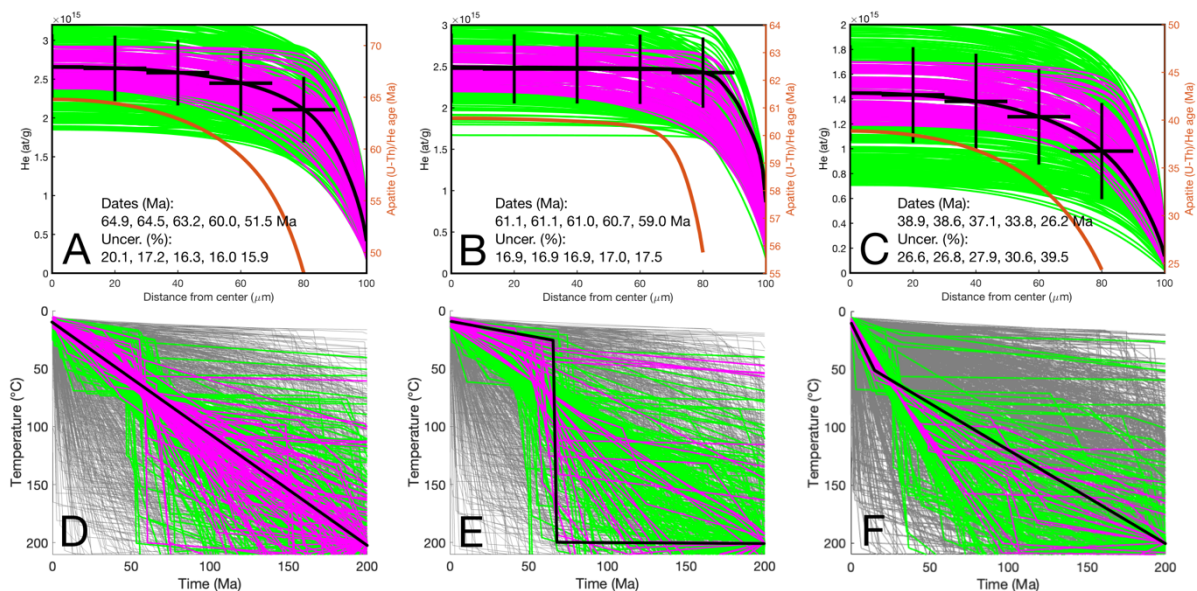 ×10¹⁵
3
2.5
2
1.5
1
0.5
0
He (at/g)
70
65
60
55
50
Apatite (U-Th)/He age (Ma)
Dates (Ma):
64.9, 64.5, 63.2, 60.0, 51.5 Ma
Uncer. (%):
20.1, 17.2, 16.3, 16.0 15.9
A
0 20 40 60 80 100
Distance from center (μm)
×10¹⁵
3
2.5
2
1.5
1
0.5
0
He (at/g)
64
63
62
61
60
59
58
57
56
55
Apatite (U-Th)/He age (Ma)
Dates (Ma):
61.1, 61.1, 61.0, 60.7, 59.0 Ma
Uncer. (%):
16.9, 16.9 16.9, 17.0, 17.5
B
0 20 40 60 80 100
Distance from center (μm)
×10¹⁵
2
1.8
1.6
1.4
1.2
1
0.8
0.6
0.4
0.2
0
He (at/g)
50
45
40
35
30
25
Apatite (U-Th)/He age (Ma)
Dates (Ma):
38.9, 38.6, 37.1, 33.8, 26.2 Ma
Uncer. (%):
26.6, 26.8, 27.9, 30.6, 39.5
C
0 20 40 60 80 100
Distance from center (μm)
0
50
100
150
200
Temperature (°C)
D
0 50 100 150 200
Time (Ma)
0
50
100
150
200
Temperature (°C)
E
0 50 100 150 200
Time (Ma)
0
50
100
150
200
Temperature (°C)
F
0 50 100 150 200
Time (Ma)